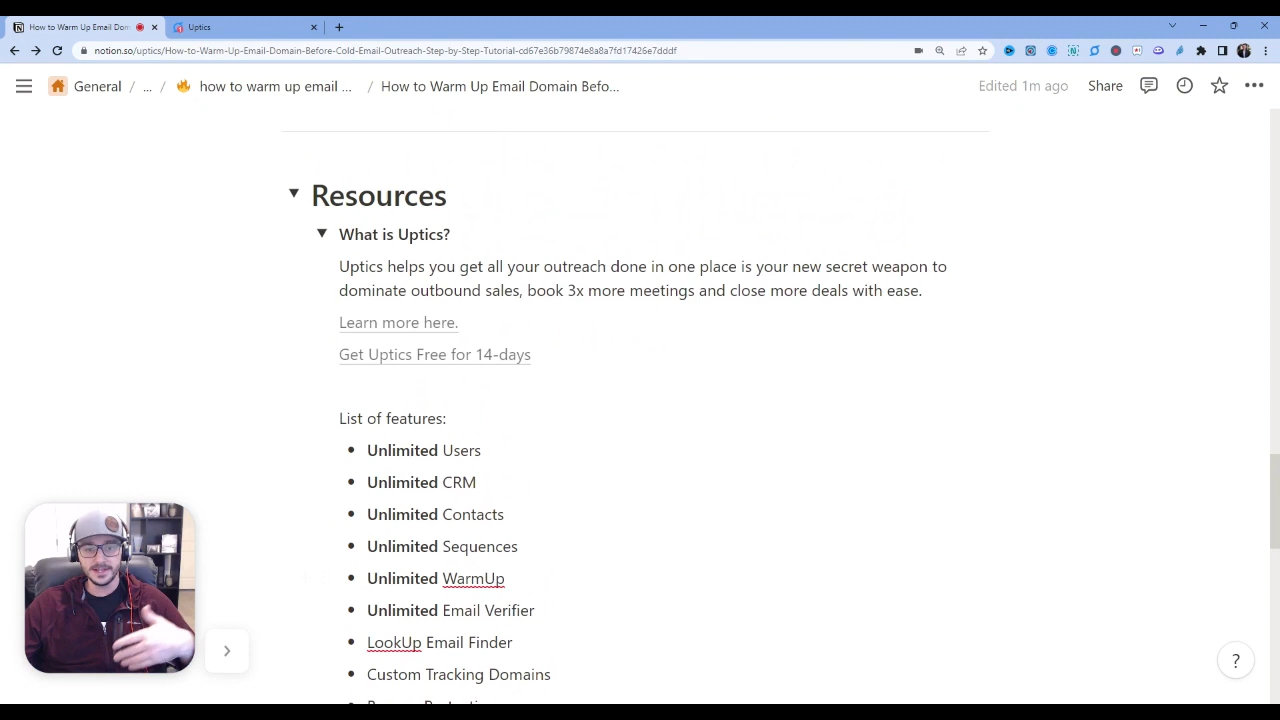 How to Warm Up Email Dom
Uptics
notion.so/uptics/How-to-Warm-Up-Email-Domain-Before-Cold-Email-Outreach-Step-by-Step-Tutorial-cd67e36b79874e8a8a7fd17426e7dddf
General / ... / how to warm up email ... / How to Warm Up Email Domain Befo...
Edited 1m ago
Share
Resources
What is Uptics?
Uptics helps you get all your outreach done in one place is your new secret weapon to
dominate outbound sales, book 3x more meetings and close more deals with ease.
Learn more here.
Get Uptics Free for 14-days
List of features:
Unlimited Users
Unlimited CRM
Unlimited Contacts
Unlimited Sequences
Unlimited WarmUp
Unlimited Email Verifier
LookUp Email Finder
Custom Tracking Domains
?